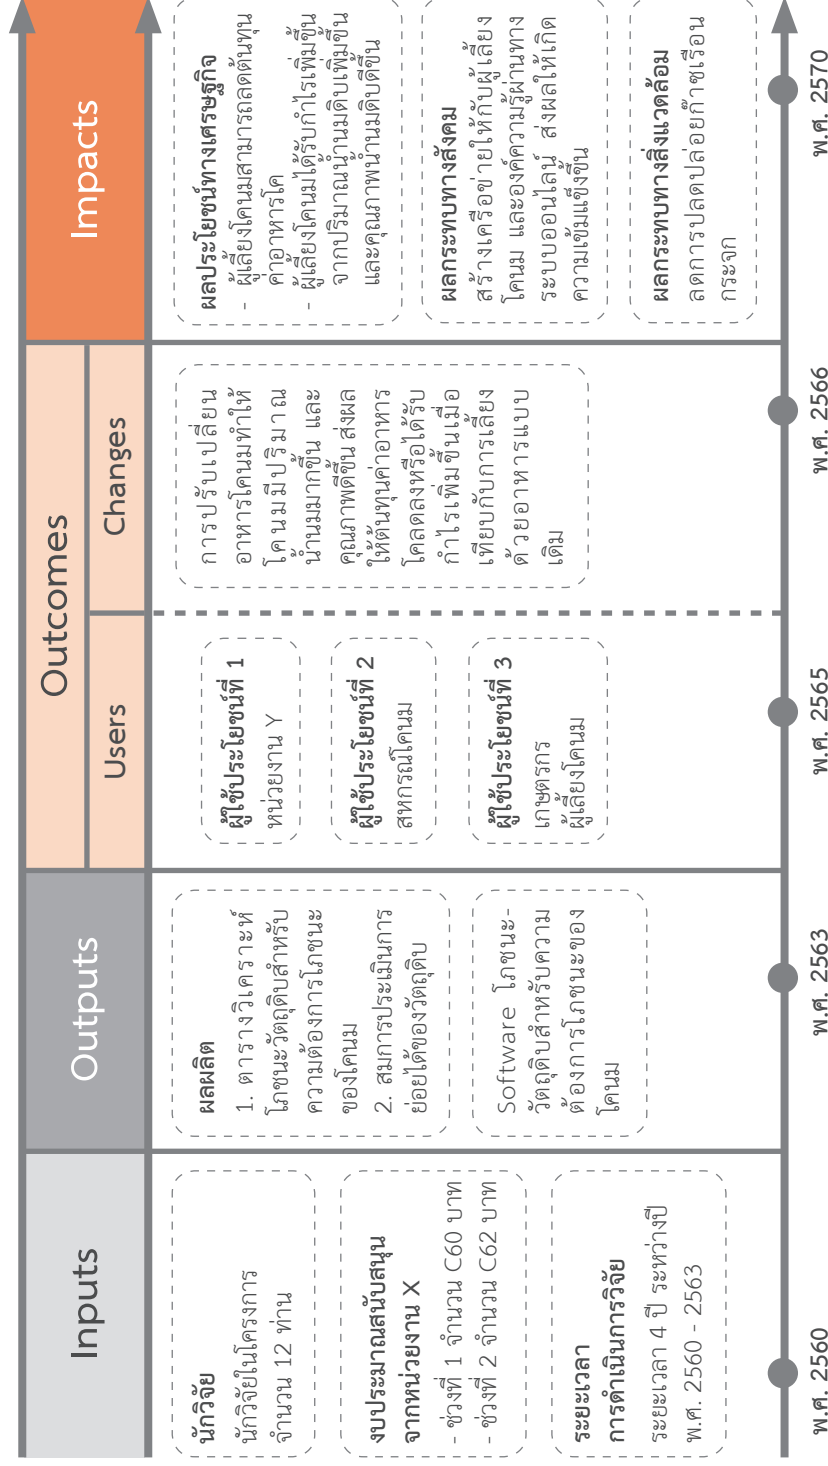 Inputs
Outputs
Outcomes
Users
Changes
Impacts
นักวิจัย
นักวิจัยในโครงการ
จำนวน 12 ท่าน
งบประมาณสนับสนุน
จากหน่วยงาน X
- ช่วงที่ 1 จำนวน C60 บาท
- ช่วงที่ 2 จำนวน C62 บาท
ระยะเวลา
การดำเนินการวิจัย
ระยะเวลา 4 ปี ระหว่างปี
พ.ศ. 2560 - 2563
ผลผลิต
1. ตารางวิเคราะห์
โภชนะวัตถุดิบสำหรับ
ความต้องการโภชนะ
ของโคนม
2. สมการประเมินการ
ย่อยได้ของวัตถุดิบ
Software โภชนะ-
วัตถุดิบสำหรับความ
ต้องการโภชนะของ
โคนม
ผู้ใช้ประโยชน์ที่ 1
หน่วยงาน Y
ผู้ใช้ประโยชน์ที่ 2
สหกรณ์โคนม
ผู้ใช้ประโยชน์ที่ 3
เกษตรกร
ผู้เลี้ยงโคนม
การปรับเปลี่ยน
อาหารโคนมทำให้
โคนมมีปริมาณ
น้ำนมมากขึ้น และ
คุณภาพดีขึ้น ส่งผล
ให้ต้นทุนค่าอาหาร
โคลดลงหรือได้รับ
กำไรเพิ่มขึ้นเมื่อ
เทียบกับการเลี้ยง
ด้วยอาหารแบบ
เดิม
ผลประโยชน์ทางเศรษฐกิจ
- ผู้เลี้ยงโคนมสามารถลดต้นทุน
ค่าอาหารโค
- ผู้เลี้ยงโคนมได้รับกำไรเพิ่มขึ้น
จากปริมาณน้ำนมดิบเพิ่มขึ้น
และคุณภาพน้ำนมดิบดีขึ้น
ผลกระทบทางสังคม
สร้างเครือข่ายให้กับผู้เลี้ยง
โคนม และองค์ความรู้ผ่านทาง
ระบบออนไลน์ ส่งผลให้เกิด
ความเข้มแข็งขึ้น
ผลกระทบทางสิ่งแวดล้อม
ลดการปลดปล่อยก๊าซเรือน
กระจก
พ.ศ. 2560
พ.ศ. 2563
พ.ศ. 2565
พ.ศ. 2566
พ.ศ. 2570